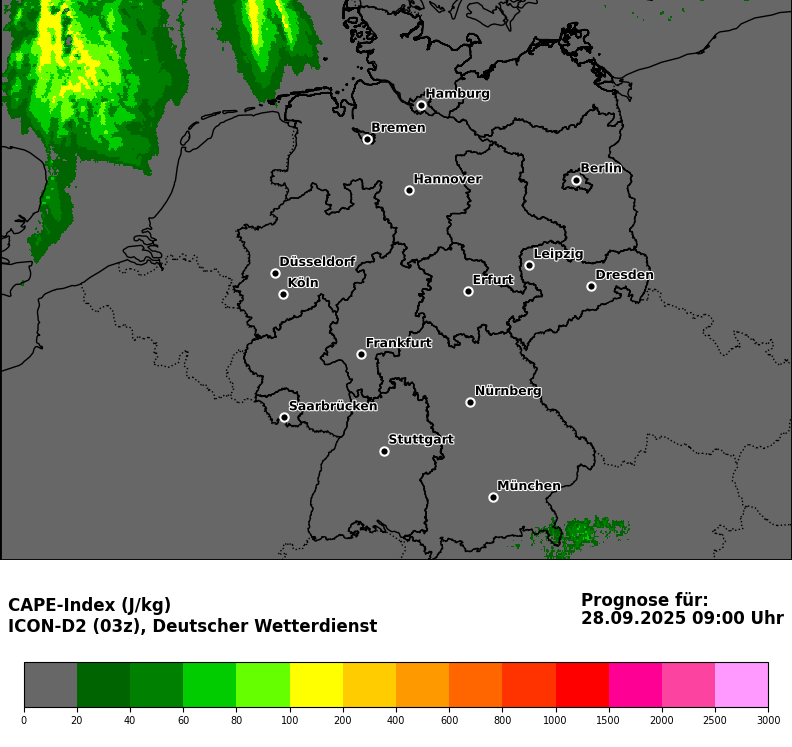 Hamburg
Bremen
Berlin
Hannover
Leipzig
Düsseldorf
Dresden
Köln
Erfurt
Frankfurt
Nürnberg
Saarbrücken
Stuttgart
München
CAPE-Index (J/kg)
ICON-D2 (03z), Deutscher Wetterdienst
Prognose für:
28.09.2025 09:00 Uhr
0 20 40 60 80 100 200 400 600 800 1000 1500 2000 2500 3000